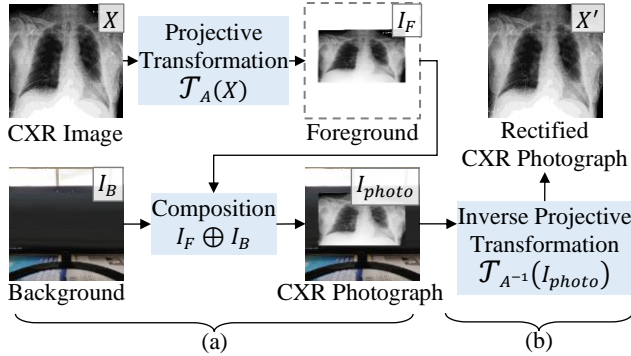 X
CXR Image
Projective
Transformation
𝒯_A(X)
I_F
Foreground
I_B
Background
Composition
I_F ⊕ I_B
I_photo
CXR Photograph
(a)
X′
Rectified
CXR Photograph
Inverse Projective
Transformation
𝒯_{A⁻¹}(I_photo)
(b)